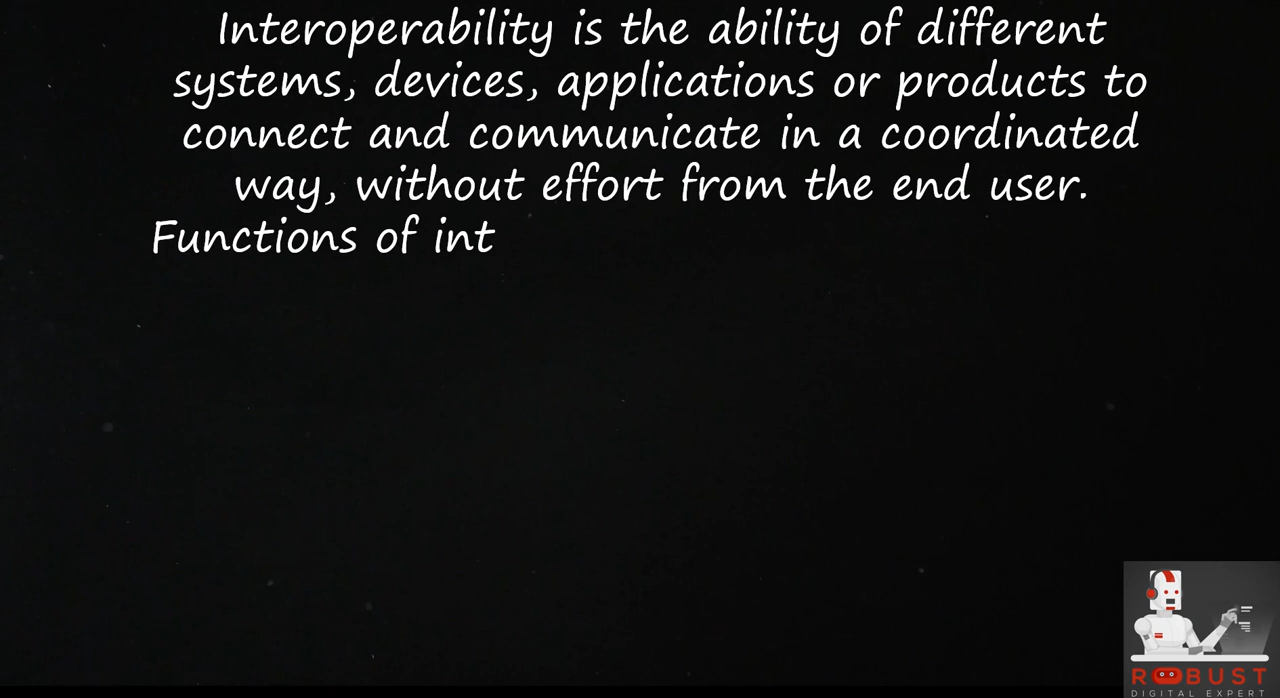 Interoperability is the ability of different
systems, devices, applications or products to
connect and communicate in a coordinated
way, without effort from the end user.
Functions of int
ROBUST
DIGITAL EXPERT